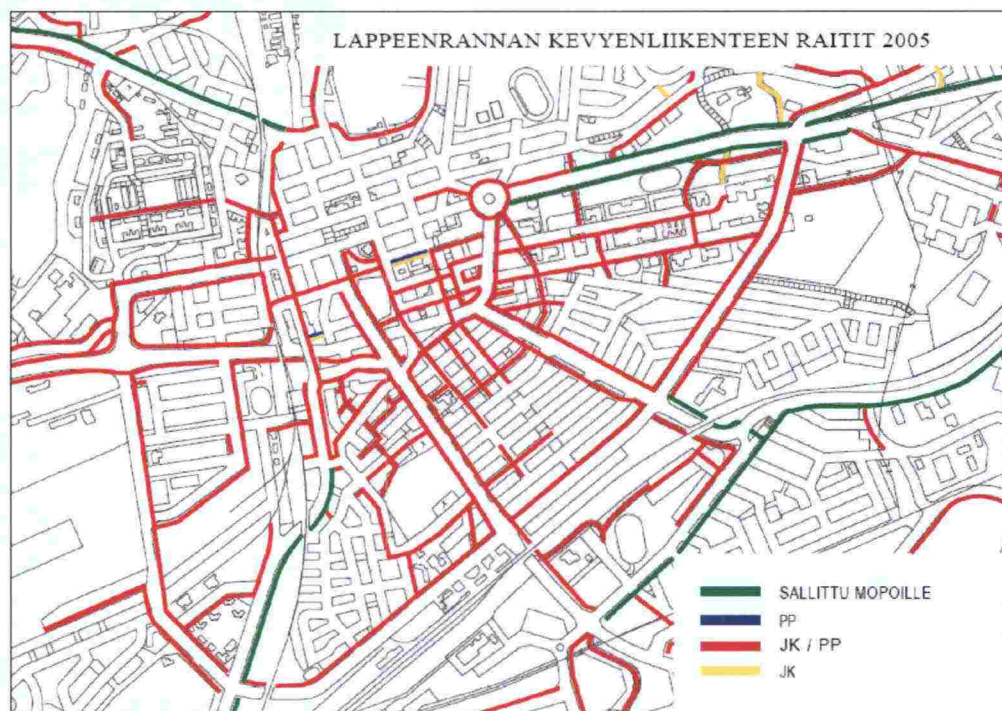 LAPPEENRANNAN KEVYENLIIKENTEEN RAITIT 2005
SALLITTU MOPOILLE
PP
JK / PP
JK